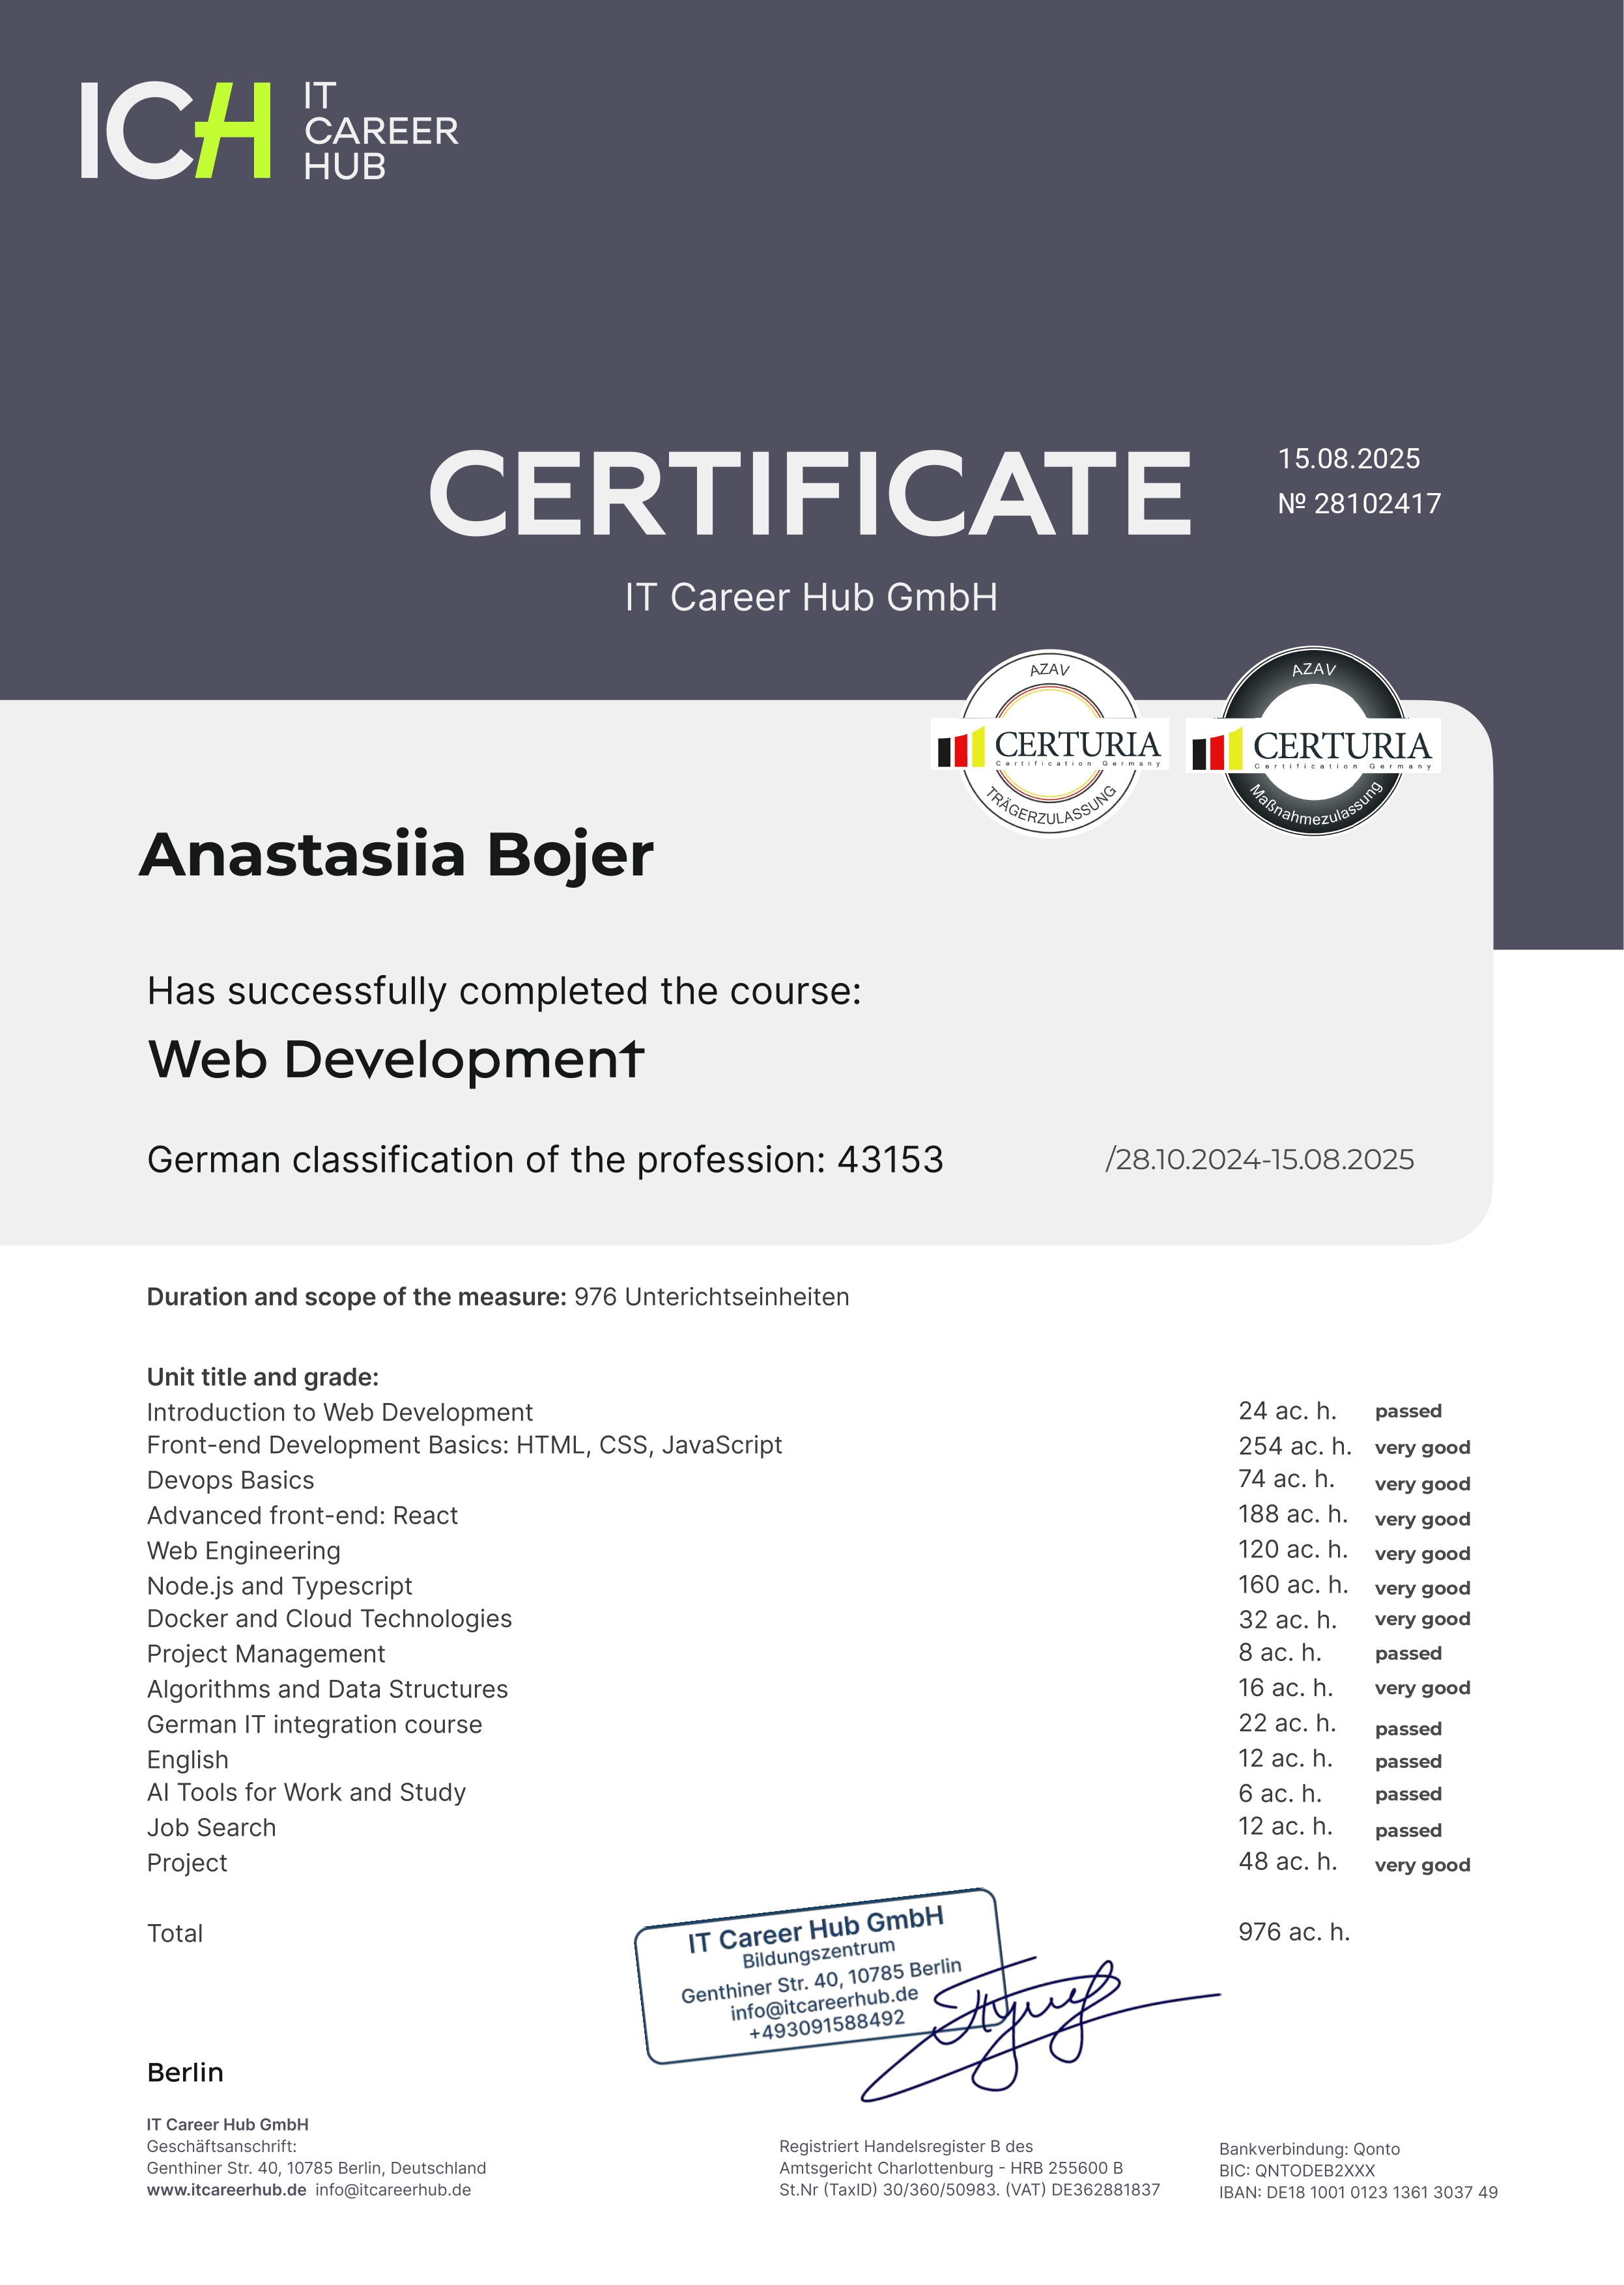 ICH
IT
CAREER
HUB
CERTIFICATE
15.08.2025
№ 28102417
IT Career Hub GmbH
AZAV
CERTURIA
Certification Germany
TRÄGERZULASSUNG
AZAV
CERTURIA
Certification Germany
Maßnahmezulassung
Anastasiia Bojer
Has successfully completed the course:
Web Development
German classification of the profession: 43153 /28.10.2024-15.08.2025
Duration and scope of the measure: 976 Unterichtseinheiten
Unit title and grade:
Introduction to Web Development 24 ac. h. passed
Front-end Development Basics: HTML, CSS, JavaScript 254 ac. h. very good
Devops Basics 74 ac. h. very good
Advanced front-end: React 188 ac. h. very good
Web Engineering 120 ac. h. very good
Node.js and Typescript 160 ac. h. very good
Docker and Cloud Technologies 32 ac. h. very good
Project Management 8 ac. h. passed
Algorithms and Data Structures 16 ac. h. very good
German IT integration course 22 ac. h. passed
English 12 ac. h. passed
AI Tools for Work and Study 6 ac. h. passed
Job Search 12 ac. h. passed
Project 48 ac. h. very good
Total 976 ac. h.
IT Career Hub GmbH
Bildungszentrum
Genthiner Str. 40, 10785 Berlin
info@itcareerhub.de
+493091588492
Berlin
IT Career Hub GmbH
Geschäftsanschrift:
Genthiner Str. 40, 10785 Berlin, Deutschland
www.itcareerhub.de info@itcareerhub.de
Registriert Handelsregister B des
Amtsgericht Charlottenburg - HRB 255600 B
St.Nr (TaxID) 30/360/50983. (VAT) DE362881837
Bankverbindung: Qonto
BIC: QNTODEB2XXX
IBAN: DE18 1001 0123 1361 3037 49